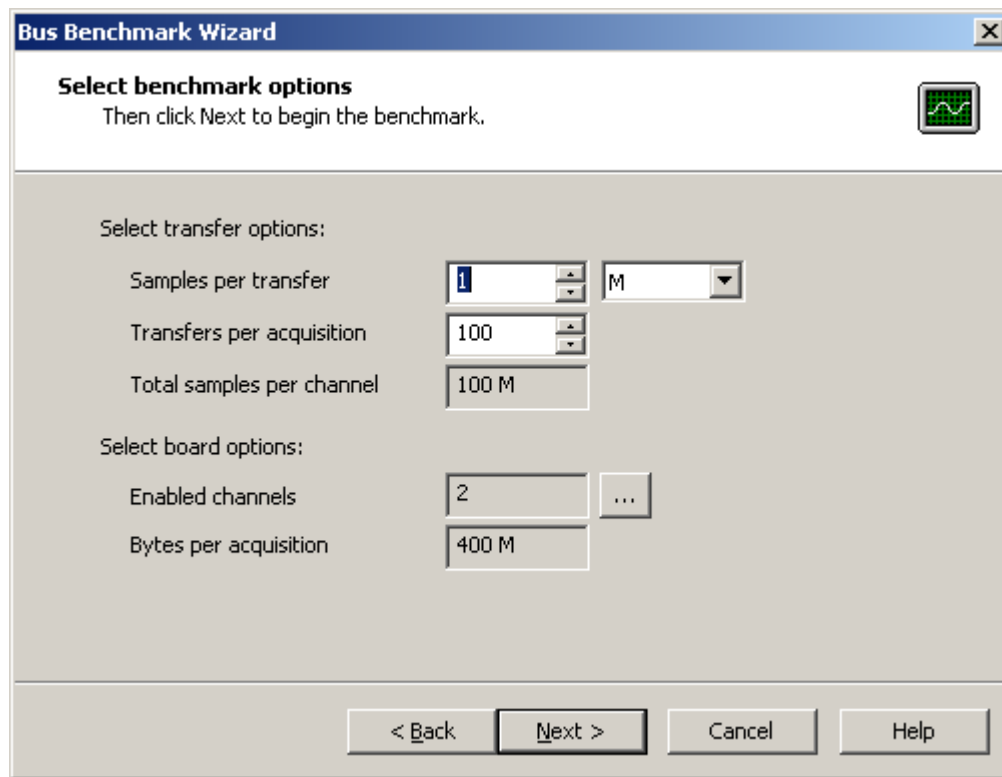 Bus Benchmark Wizard
Select benchmark options
Then click Next to begin the benchmark.
Select transfer options:
Samples per transfer 1 M
Transfers per acquisition 100
Total samples per channel 100 M
Select board options:
Enabled channels 2 ...
Bytes per acquisition 400 M
< Back Next > Cancel Help